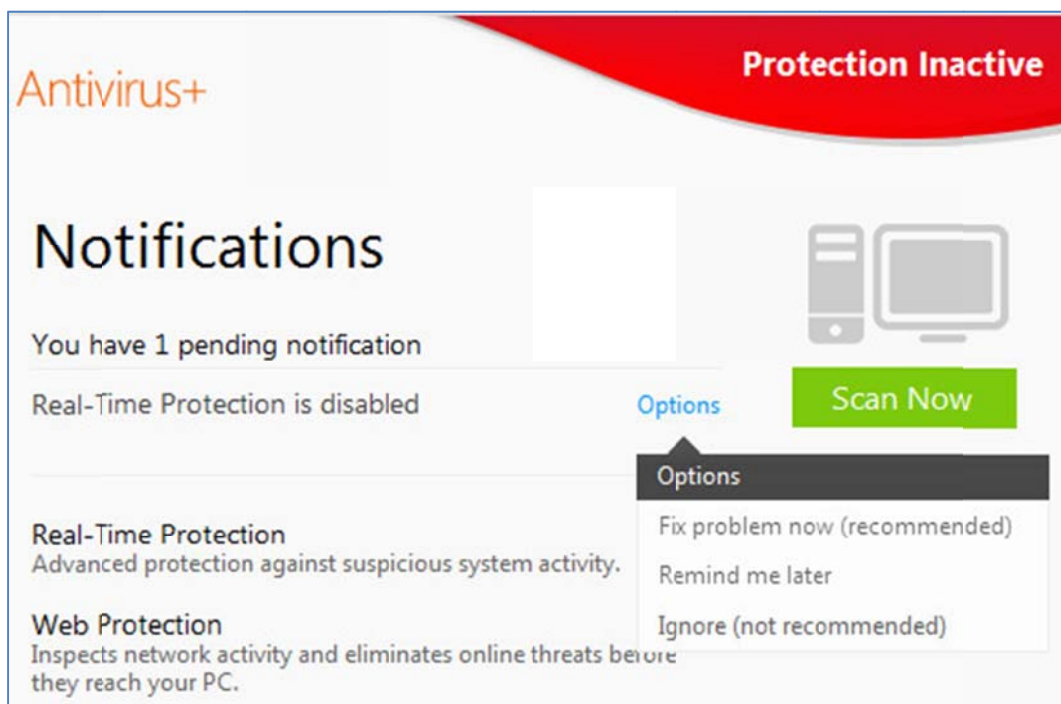 Protection Inactive
Antivirus+
Notifications
You have 1 pending notification
Real-Time Protection is disabled
Options
Scan Now
Options
Fix problem now (recommended)
Remind me later
Ignore (not recommended)
Real-Time Protection
Advanced protection against suspicious system activity.
Web Protection
Inspects network activity and eliminates online threats before
they reach your PC.